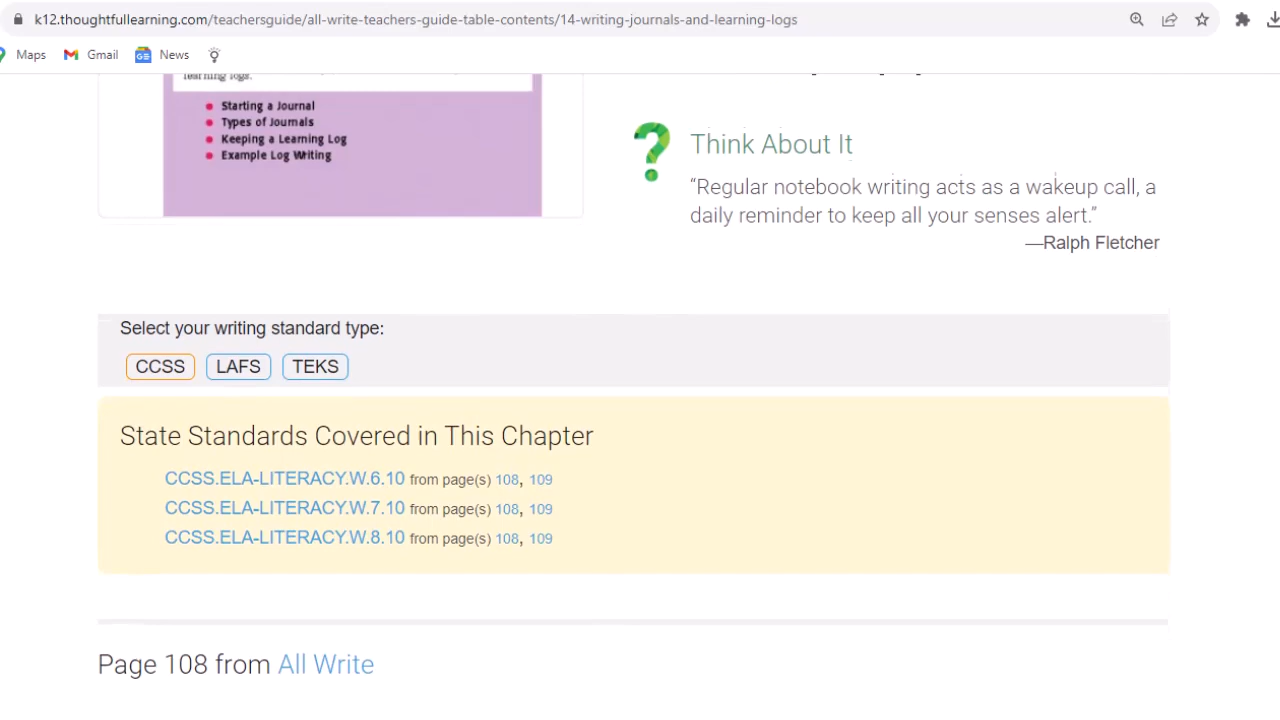 k12.thoughtfullearning.com/teachersguide/all-write-teachers-guide-table-contents/14-writing-journals-and-learning-logs
Maps Gmail News
learning logs.
Starting a Journal
Types of Journals
Keeping a Learning Log
Example Log Writing
Think About It
“Regular notebook writing acts as a wakeup call, a
daily reminder to keep all your senses alert.”
—Ralph Fletcher
Select your writing standard type:
CCSS LAFS TEKS
State Standards Covered in This Chapter
CCSS.ELA-LITERACY.W.6.10 from page(s) 108, 109
CCSS.ELA-LITERACY.W.7.10 from page(s) 108, 109
CCSS.ELA-LITERACY.W.8.10 from page(s) 108, 109
Page 108 from All Write